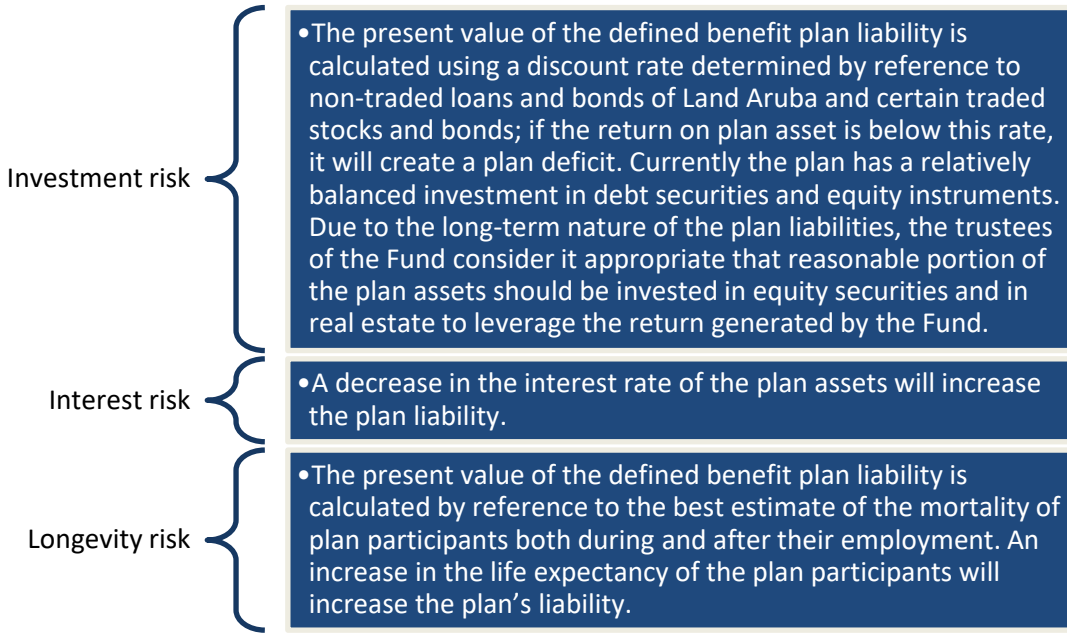 Investment risk
•The present value of the defined benefit plan liability is
calculated using a discount rate determined by reference to
non-traded loans and bonds of Land Aruba and certain traded
stocks and bonds; if the return on plan asset is below this rate,
it will create a plan deficit. Currently the plan has a relatively
balanced investment in debt securities and equity instruments.
Due to the long-term nature of the plan liabilities, the trustees
of the Fund consider it appropriate that reasonable portion of
the plan assets should be invested in equity securities and in
real estate to leverage the return generated by the Fund.
Interest risk
•A decrease in the interest rate of the plan assets will increase
the plan liability.
Longevity risk
•The present value of the defined benefit plan liability is
calculated by reference to the best estimate of the mortality of
plan participants both during and after their employment. An
increase in the life expectancy of the plan participants will
increase the plan’s liability.